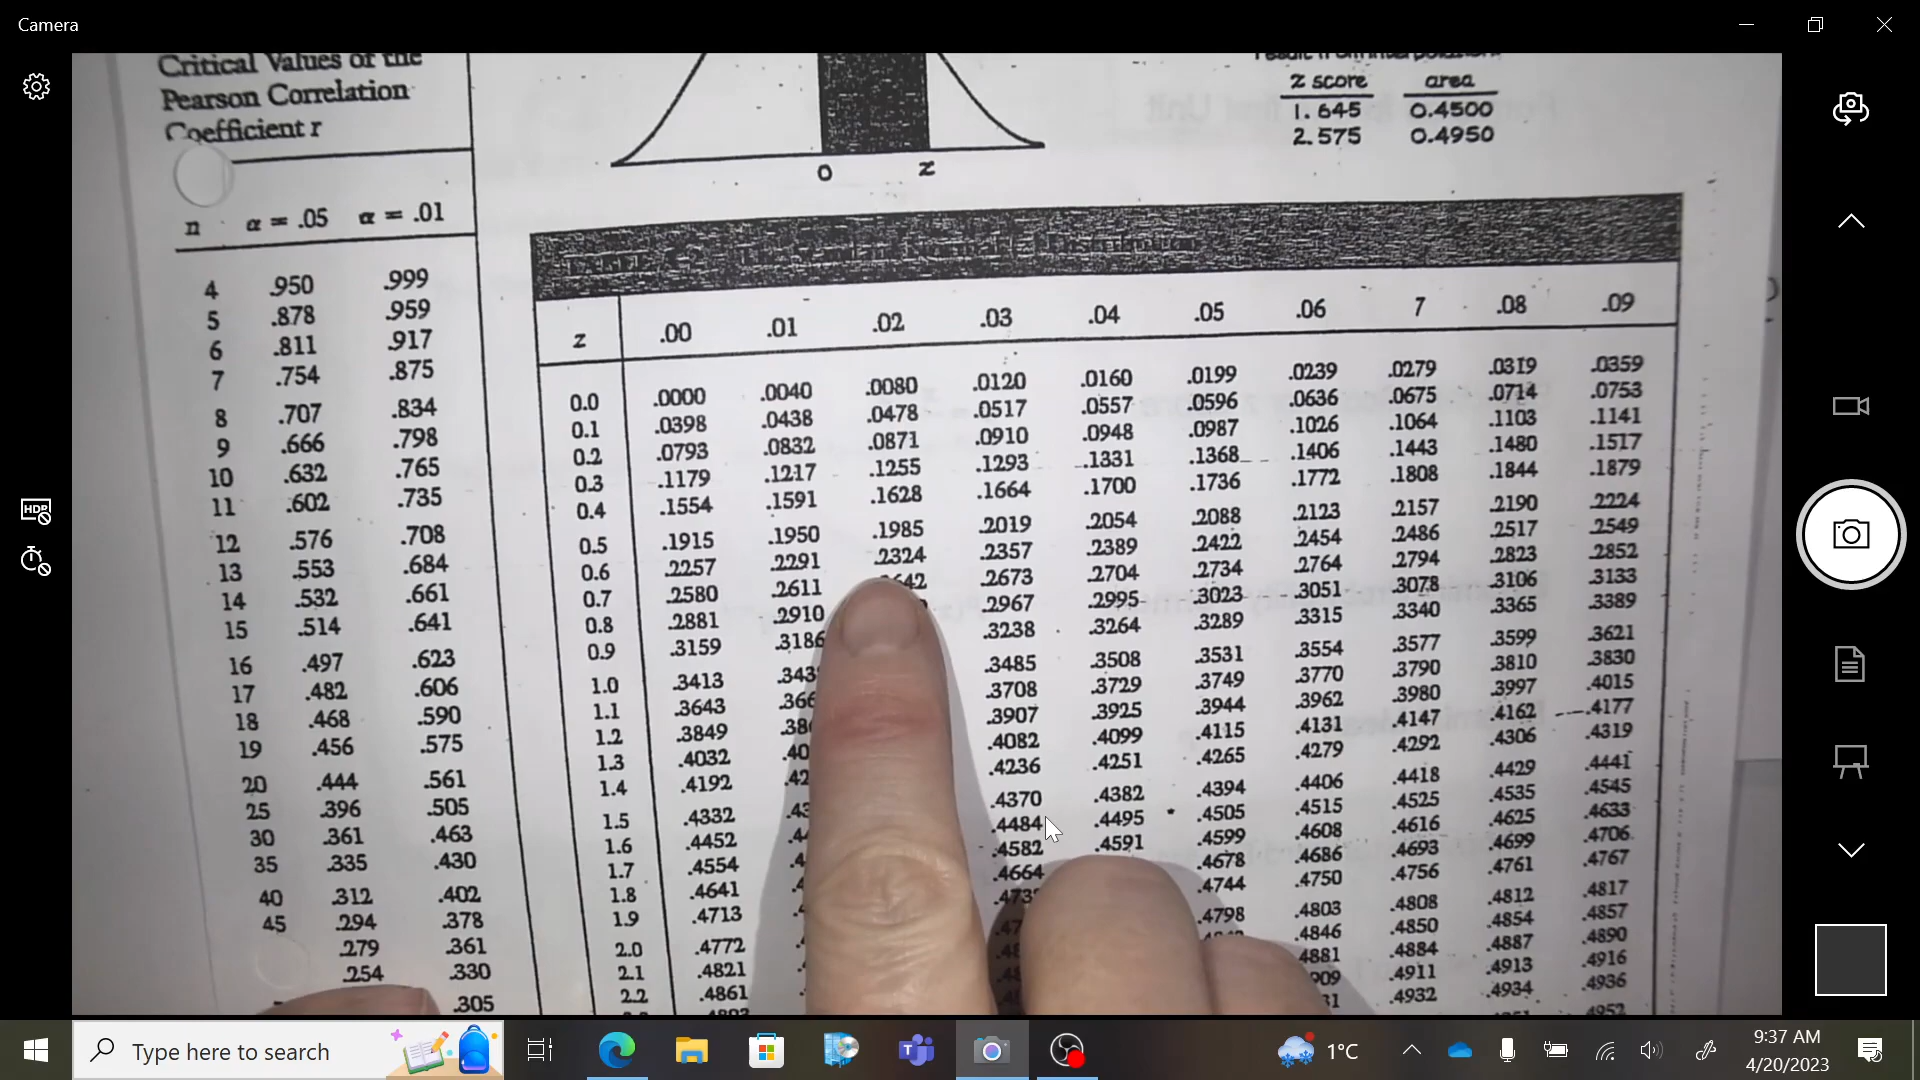 Camera
Critical Values of the
Pearson Correlation
Coefficient r
n α = .05 α = .01
4 .950 .999
5 .878 .959
6 .811 .917
7 .754 .875
8 .707 .834
9 .666 .798
10 .632 .765
11 .602 .735
12 .576 .708
13 .553 .684
14 .532 .661
15 .514 .641
16 .497 .623
17 .482 .606
18 .468 .590
19 .456 .575
20 .444 .561
25 .396 .505
30 .361 .463
35 .335 .430
40 .312 .402
45 .294 .378
.279 .361
.254 .330
.305
0 z
z score area
1.645 0.4500
2.575 0.4950
z .00 .01 .02 .03 .04 .05 .06 7 .08 .09
0.0 .0000 .0040 .0080 .0120 .0160 .0199 .0239 .0279 .0319 .0359
0.1 .0398 .0438 .0478 .0517 .0557 .0596 .0636 .0675 .0714 .0753
0.2 .0793 .0832 .0871 .0910 .0948 .0987 .1026 .1064 .1103 .1141
0.3 .1179 .1217 .1255 .1293 .1331 .1368 .1406 .1443 .1480 .1517
0.4 .1554 .1591 .1628 .1664 .1700 .1736 .1772 .1808 .1844 .1879
0.5 .1915 .1950 .1985 .2019 .2054 .2088 .2123 .2157 .2190 .2224
0.6 .2257 .2291 .2324 .2357 .2389 .2422 .2454 .2486 .2517 .2549
0.7 .2580 .2611 .2673 .2704 .2734 .2764 .2794 .2823 .2852
0.8 .2881 .2910 .2967 .2995 .3023 .3051 .3078 .3106 .3133
0.9 .3159 .3186 .3238 .3264 .3289 .3315 .3340 .3365 .3389
1.0 .3413 .3485 .3508 .3531 .3554 .3577 .3599 .3621
1.1 .3643 .3708 .3729 .3749 .3770 .3790 .3810 .3830
1.2 .3849 .3907 .3925 .3944 .3962 .3980 .3997 .4015
1.3 .4032 .4082 .4099 .4115 .4131 .4147 .4162 .4177
1.4 .4192 .4236 .4251 .4265 .4279 .4292 .4306 .4319
1.5 .4332 .4370 .4382 .4394 .4406 .4418 .4429 .4441
1.6 .4452 .4484 .4495 * .4505 .4515 .4525 .4535 .4545
1.7 .4554 .4582 .4591 .4599 .4608 .4616 .4625 .4633
1.8 .4641 .4664 .4678 .4686 .4693 .4699 .4706
1.9 .4713 .4744 .4750 .4756 .4761 .4767
2.0 .4772 .4798 .4803 .4808 .4812 .4817
2.1 .4821 .4846 .4850 .4854 .4857
2.2 .4861 .4881 .4884 .4887 .4890
.4911 .4913 .4916
.4932 .4934 .4936
Type here to search
1°C
9:37 AM
4/20/2023